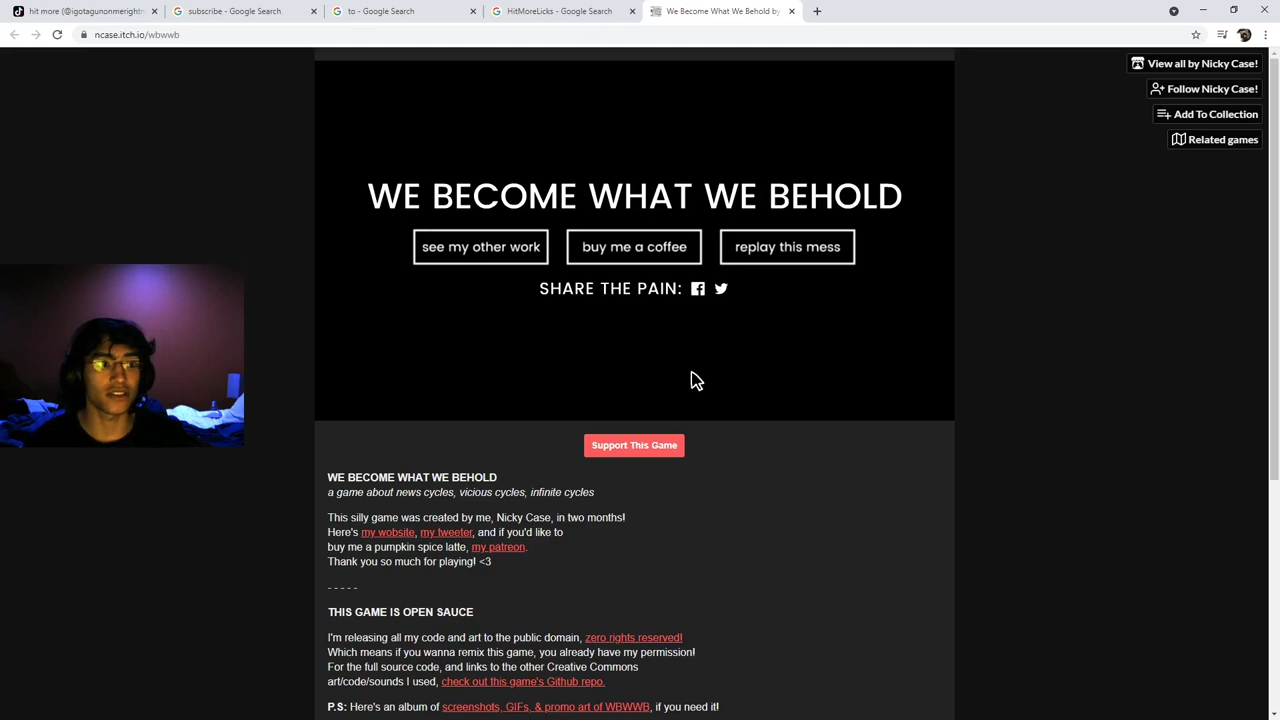 hit more (@igotagunonmerightn
subscribe - Google Search
to - Google Search
HitMoreLicks - Google Search
We Become What We Behold by
ncase.itch.io/wbwwb
View all by Nicky Case!
Follow Nicky Case!
Add To Collection
Related games
WE BECOME WHAT WE BEHOLD
see my other work
buy me a coffee
replay this mess
SHARE THE PAIN:
Support This Game
WE BECOME WHAT WE BEHOLD
a game about news cycles, vicious cycles, infinite cycles
This silly game was created by me, Nicky Case, in two months!
Here's my wobsite, my tweeter, and if you'd like to
buy me a pumpkin spice latte, my patreon.
Thank you so much for playing! <3
- - - - -
THIS GAME IS OPEN SAUCE
I'm releasing all my code and art to the public domain, zero rights reserved!
Which means if you wanna remix this game, you already have my permission!
For the full source code, and links to the other Creative Commons
art/code/sounds I used, check out this game's Github repo.
P.S: Here's an album of screenshots, GIFs, & promo art of WBWWB, if you need it!